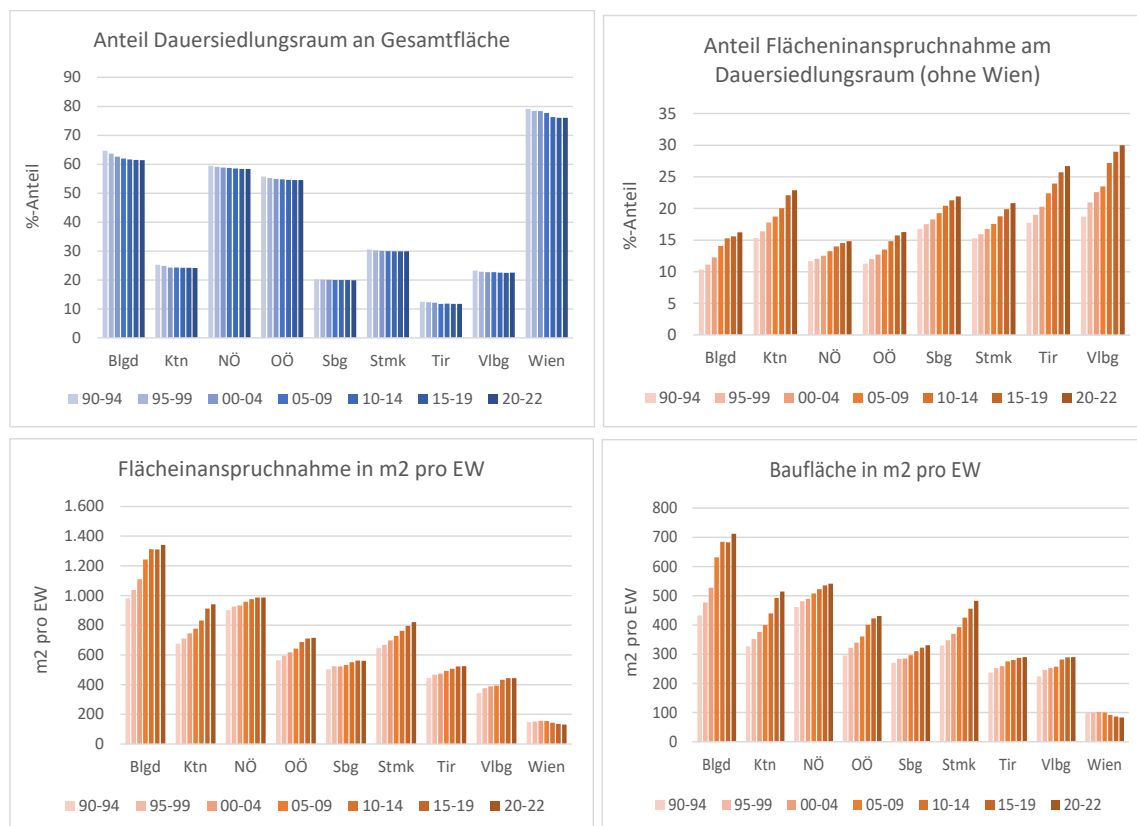 Anteil Dauersiedlungsraum an Gesamtfläche
%-Anteil
90
80
70
60
50
40
30
20
10
0
Blgd Ktn NÖ OÖ Sbg Stmk Tir Vlbg Wien
90-94 95-99 00-04 05-09 10-14 15-19 20-22
Anteil Flächeninanspruchnahme am
Dauersiedlungsraum (ohne Wien)
%-Anteil
35
30
25
20
15
10
5
0
Blgd Ktn NÖ OÖ Sbg Stmk Tir Vlbg
90-94 95-99 00-04 05-09 10-14 15-19 20-22
Flächeinanspruchnahme in m2 pro EW
m2 pro EW
1.600
1.400
1.200
1.000
800
600
400
200
0
Blgd Ktn NÖ OÖ Sbg Stmk Tir Vlbg Wien
90-94 95-99 00-04 05-09 10-14 15-19 20-22
Baufläche in m2 pro EW
m2 pro EW
800
700
600
500
400
300
200
100
0
Blgd Ktn NÖ OÖ Sbg Stmk Tir Vlbg Wien
90-94 95-99 00-04 05-09 10-14 15-19 20-22